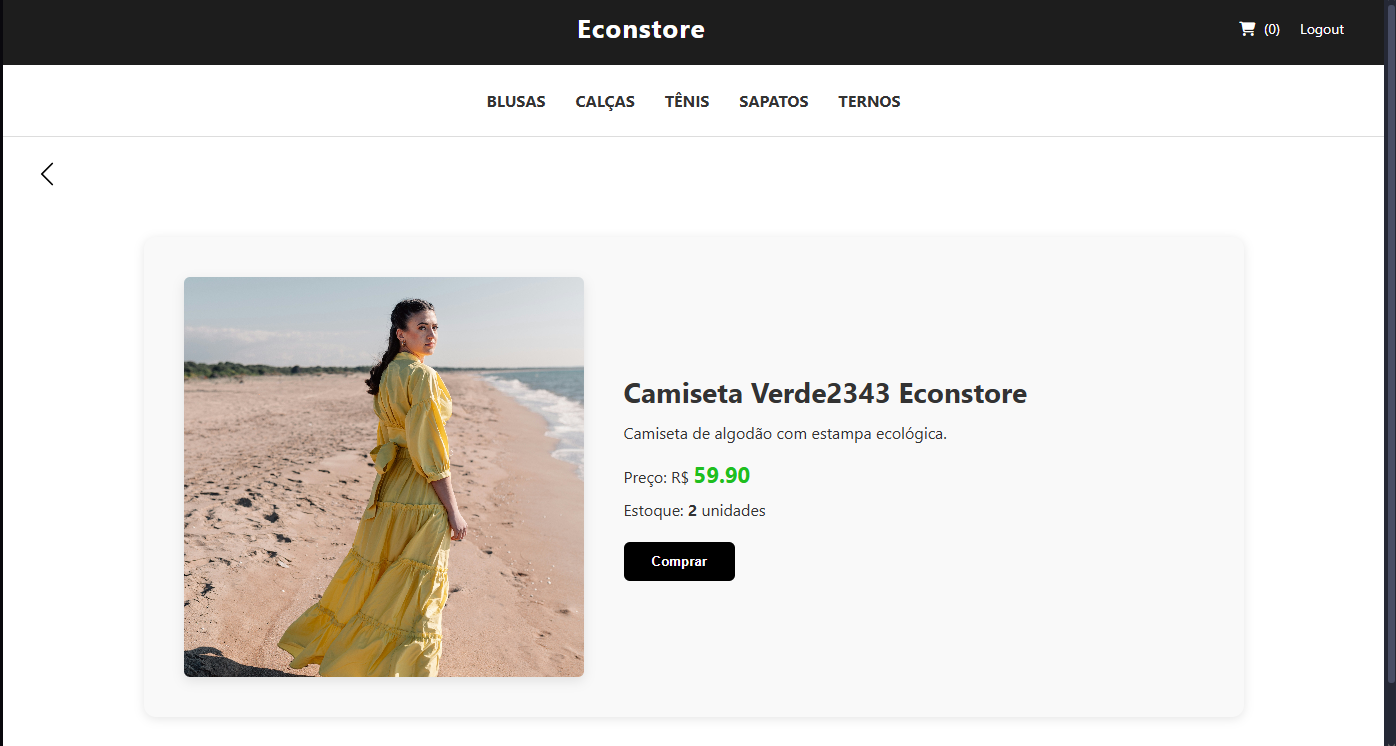 Econstore
(0) Logout
BLUSAS CALÇAS TÊNIS SAPATOS TERNOS
Camiseta Verde2343 Econstore
Camiseta de algodão com estampa ecológica.
Preço: R$ 59.90
Estoque: 2 unidades
Comprar